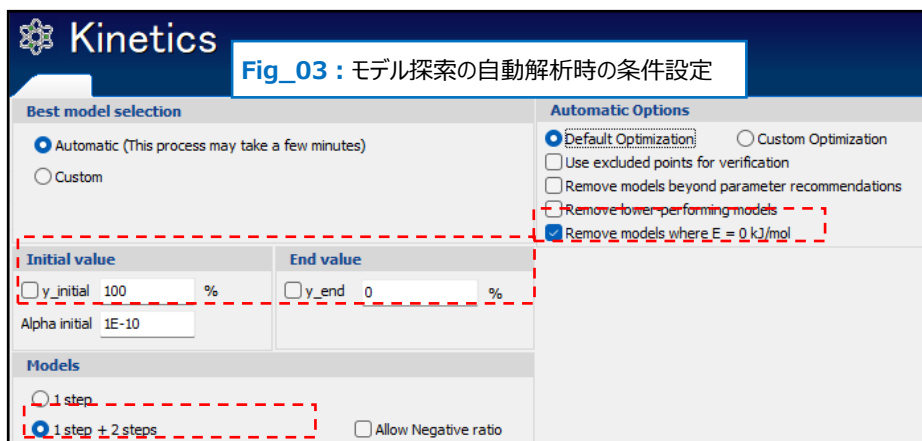 Kinetics
Fig_03：モデル探索の自動解析時の条件設定
Best model selection
Automatic (This process may take a few minutes)
Custom
Automatic Options
Default Optimization
Custom Optimization
Use excluded points for verification
Remove models beyond parameter recommendations
Remove lower-performing models
Remove models where E = 0 kJ/mol
Initial value
y_initial 100 %
Alpha initial 1E-10
End value
y_end 0 %
Models
1 step
1 step + 2 steps
Allow Negative ratio